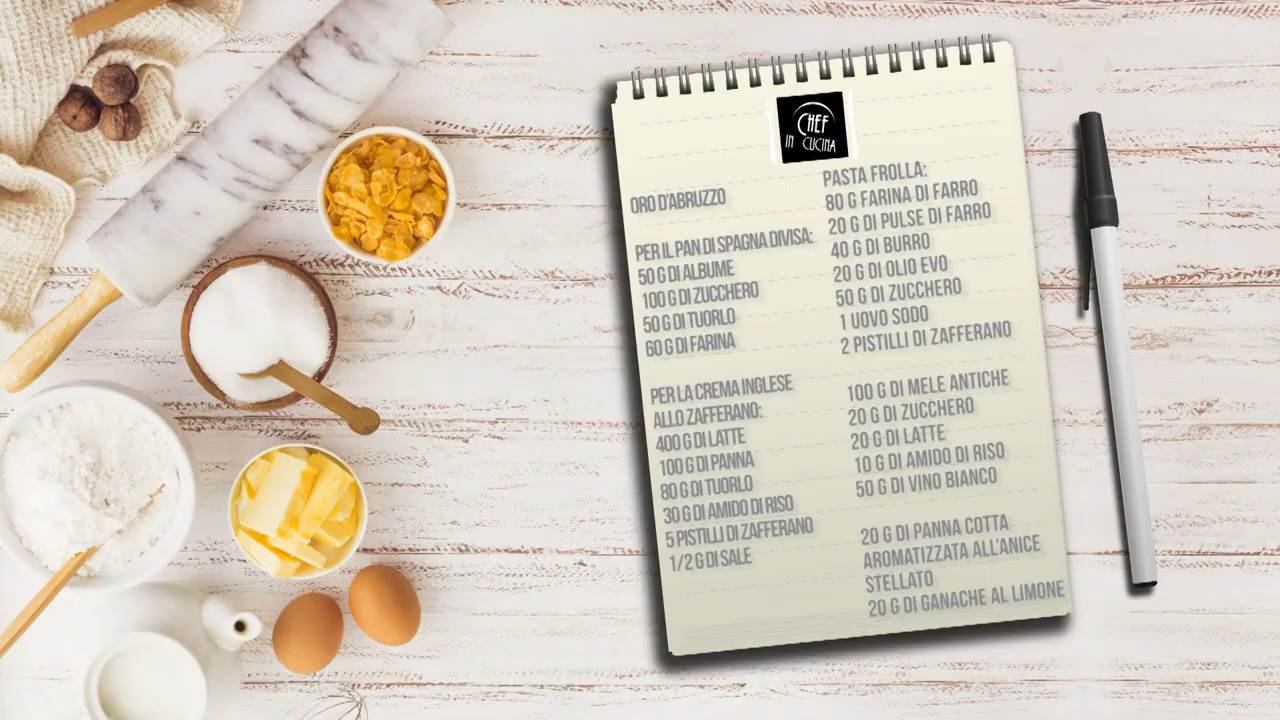 CHEF
IN CUCINA
ORO D'ABRUZZO
PER IL PAN DI SPAGNA DIVISA:
50 G DI ALBUME
100 G DI ZUCCHERO
50 G DI TUORLO
60 G DI FARINA
PER LA CREMA INGLESE
ALLO ZAFFERANO:
400 G DI LATTE
100 G DI PANNA
80 G DI TUORLO
30 G DI AMIDO DI RISO
5 PISTILLI DI ZAFFERANO
1/2 G DI SALE
PASTA FROLLA:
80 G FARINA DI FARRO
20 G DI PULSE DI FARRO
40 G DI BURRO
20 G DI OLIO EVO
50 G DI ZUCCHERO
1 UOVO SODO
2 PISTILLI DI ZAFFERANO
100 G DI MELE ANTICHE
20 G DI ZUCCHERO
20 G DI LATTE
10 G DI AMIDO DI RISO
50 G DI VINO BIANCO
20 G DI PANNA COTTA
AROMATIZZATA ALL'ANICE
STELLATO
20 G DI GANACHE AL LIMONE